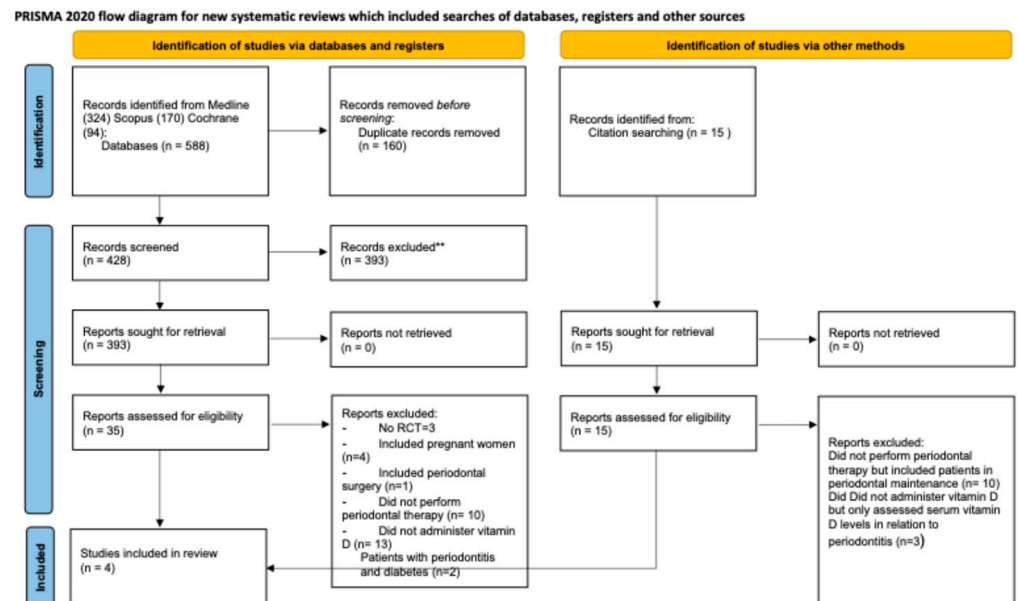 PRISMA 2020 flow diagram for new systematic reviews which included searches of databases, registers and other sources
Identification of studies via databases and registers
Identification of studies via other methods
Identification
Records identified from Medline
(324) Scopus (170) Cochrane
(94):
Databases (n = 588)
Records removed before
screening:
Duplicate records removed
(n = 160)
Records identified from:
Citation searching (n = 15 )
Screening
Records screened
(n = 428)
Records excluded**
(n = 393)
Reports sought for retrieval
(n = 393)
Reports not retrieved
(n = 0)
Reports sought for retrieval
(n = 15)
Reports not retrieved
(n = 0)
Reports assessed for eligibility
(n = 35)
Reports excluded:
- No RCT=3
- Included pregnant women
(n=4)
- Included periodontal
surgery (n=1)
- Did not perform
periodontal therapy (n= 10)
- Did not administer vitamin
D (n= 13)
Patients with periodontitis
and diabetes (n=2)
Reports assessed for eligibility
(n = 15)
Reports excluded:
Did not perform periodontal
therapy but included patients in
periodontal maintenance (n= 10)
Did Did not administer vitamin D
but only assessed serum vitamin
D levels in relation to
periodontitis (n=3)
Included
Studies included in review
(n = 4)